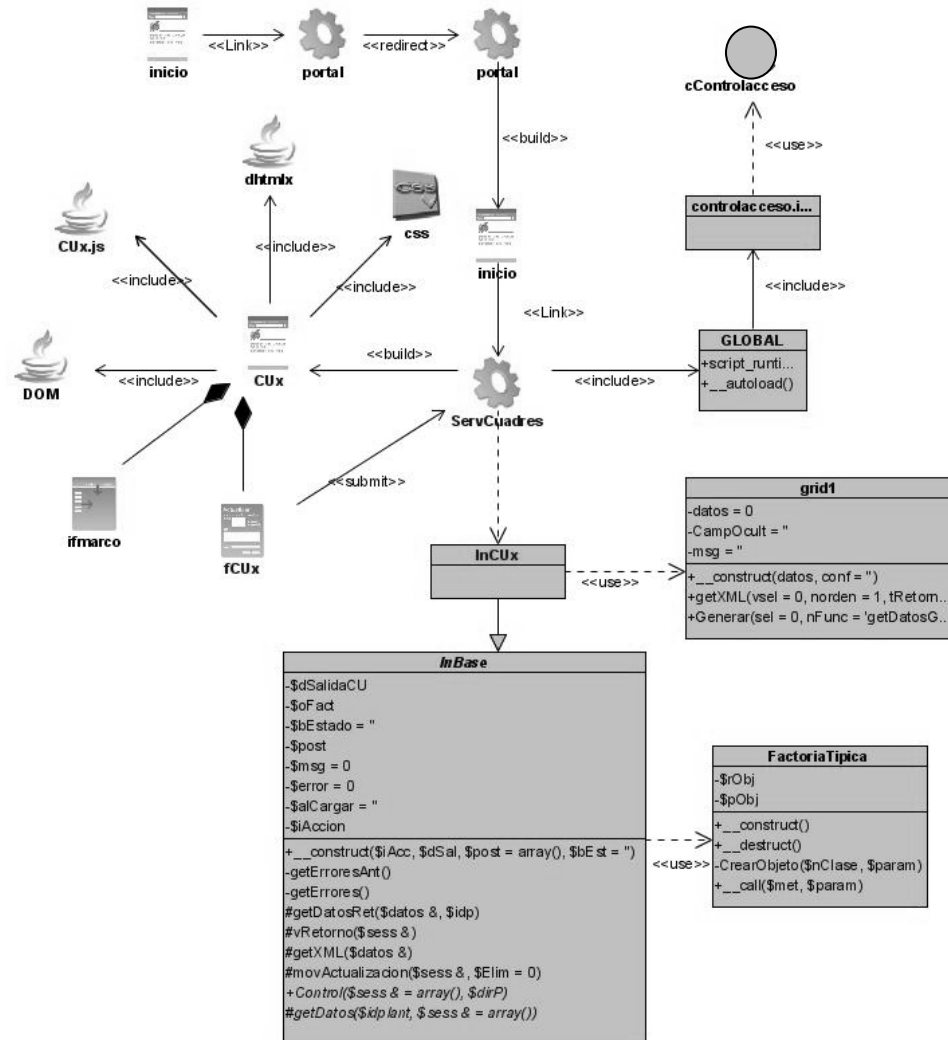 <<Link>>
<<redirect>>
inicio
portal
portal
cControlacceso
<<build>>
<<use>>
dhtmlx
css
CUx.js
controlacceso.i...
inicio
<<include>>
<<include>>
<<include>>
<<include>>
<<Link>>
GLOBAL
+script_runti...
+__autoload()
<<build>>
CUx
<<include>>
<<include>>
DOM
ServCuadres
<<submit>>
ifmarco
fCUx
grid1
-datos = 0
-CampOcult = ''
-msg = ''
+__construct(datos, conf = '')
+getXML(vsel = 0, norden = 1, tRetorn...
+Generar(sel = 0, nFunc = 'getDatosG...
InCUx
<<use>>
InBase
-$dSalidaCU
-$oFact
-$bEstado = ''
-$post
-$msg = 0
-$error = 0
-$alCargar = ''
-$iAccion
+__construct($iAcc, $dSal, $post = array(), $bEst = '')
-getErroresAnt()
-getErrores()
#getDatosRet($datos &, $idp)
#vRetorno($sess &)
#getXML($datos &)
#movActualizacion($sess &, $Elim = 0)
+Control($sess & = array(), $dirP)
#getDatos($idplant, $sess & = array())
<<use>>
FactoriaTipica
-$rObj
-$pObj
+__construct()
+__destruct()
-CrearObjeto($nClase, $param)
+__call($met, $param)